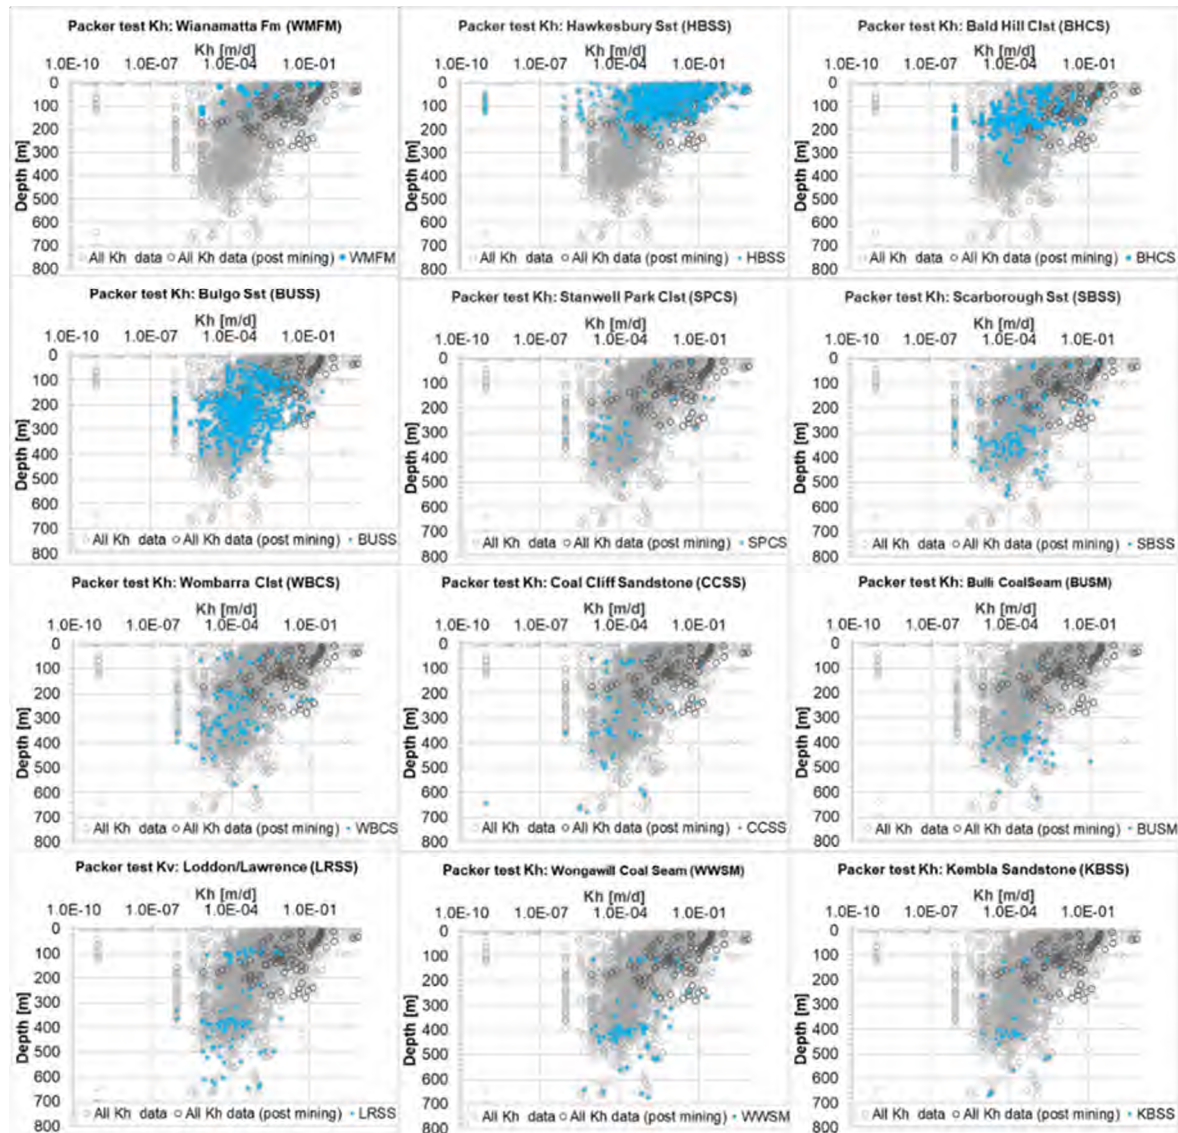 Packer test Kh: Wianamatta Fm (WMFM)
Kh [m/d]
1.0E-10 1.0E-07 1.0E-04 1.0E-01
0
100
200
300
400
500
600
700
800
Depth [m]
All Kh data All Kh data (post mining) WMFM
Packer test Kh: Hawkesbury Sst (HBSS)
Kh [m/d]
1.0E-10 1.0E-07 1.0E-04 1.0E-01
0
100
200
300
400
500
600
700
800
Depth [m]
All Kh data All Kh data (post mining) HBSS
Packer test Kh: Bald Hill Clst (BHCS)
Kh [m/d]
1.0E-10 1.0E-07 1.0E-04 1.0E-01
0
100
200
300
400
500
600
700
800
Depth [m]
All Kh data All Kh data (post mining) BHCS
Packer test Kh: Bulgo Sst (BUSS)
Kh [m/d]
1.0E-10 1.0E-07 1.0E-04 1.0E-01
0
100
200
300
400
500
600
700
800
Depth [m]
All Kh data All Kh data (post mining) BUSS
Packer test Kh: Stanwell Park Clst (SPCS)
Kh [m/d]
1.0E-10 1.0E-07 1.0E-04 1.0E-01
0
100
200
300
400
500
600
700
800
Depth [m]
All Kh data All Kh data (post mining) SPCS
Packer test Kh: Scarborough Sst (SBSS)
Kh [m/d]
1.0E-10 1.0E-07 1.0E-04 1.0E-01
0
100
200
300
400
500
600
700
800
Depth [m]
All Kh data All Kh data (post mining) SBSS
Packer test Kh: Wombarra Clst (WBCS)
Kh [m/d]
1.0E-10 1.0E-07 1.0E-04 1.0E-01
0
100
200
300
400
500
600
700
800
Depth [m]
All Kh data All Kh data (post mining) WBCS
Packer test Kh: Coal Cliff Sandstone (CCSS)
Kh [m/d]
1.0E-10 1.0E-07 1.0E-04 1.0E-01
0
100
200
300
400
500
600
700
800
Depth [m]
All Kh data All Kh data (post mining) CCSS
Packer test Kh: Bulli CoalSeam (BUSM)
Kh [m/d]
1.0E-10 1.0E-07 1.0E-04 1.0E-01
0
100
200
300
400
500
600
700
800
Depth [m]
All Kh data All Kh data (post mining) BUSM
Packer test Kv: Loddon/Lawrence (LRSS)
Kh [m/d]
1.0E-10 1.0E-07 1.0E-04 1.0E-01
0
100
200
300
400
500
600
700
800
Depth [m]
All Kh data All Kh data (post mining) LRSS
Packer test Kh: Wongawill Coal Seam (WWSM)
Kh [m/d]
1.0E-10 1.0E-07 1.0E-04 1.0E-01
0
100
200
300
400
500
600
700
800
Depth [m]
All Kh data All Kh data (post mining) WWSM
Packer test Kh: Kembla Sandstone (KBSS)
Kh [m/d]
1.0E-10 1.0E-07 1.0E-04 1.0E-01
0
100
200
300
400
500
600
700
800
Depth [m]
All Kh data All Kh data (post mining) KBSS